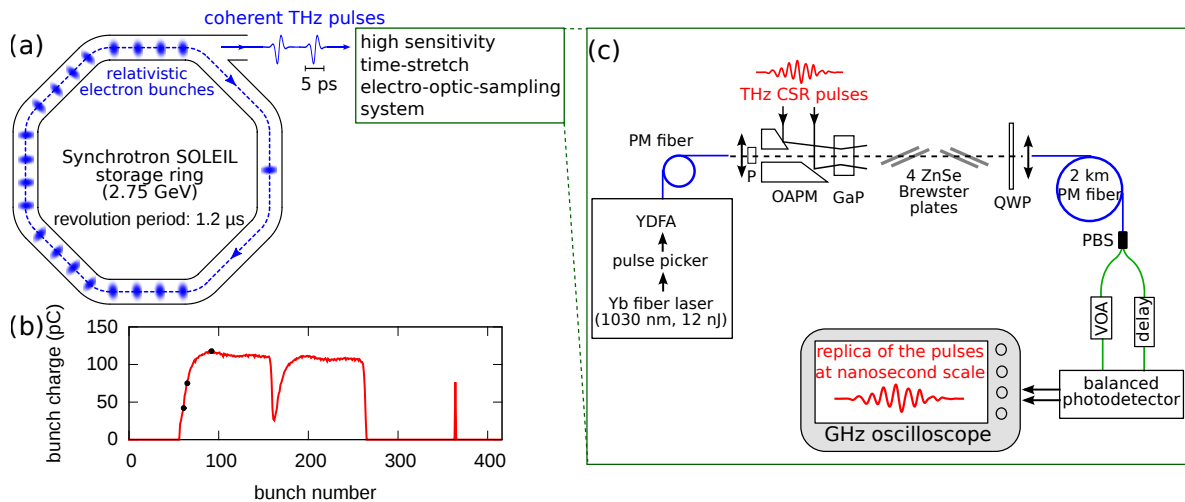 (a)
coherent THz pulses
relativistic
electron bunches
5 ps
high sensitivity
time-stretch
electro-optic-sampling
system
Synchrotron SOLEIL
storage ring
(2.75 GeV)
revolution period: 1.2 µs
(b)
bunch charge (pC)
150
100
50
0
0
100
200
300
400
bunch number
(c)
THz CSR pulses
PM fiber
P
OAPM
GaP
4 ZnSe
Brewster
plates
QWP
2 km
PM fiber
PBS
YDFA
pulse picker
Yb fiber laser
(1030 nm, 12 nJ)
VOA
delay
replica of the pulses
at nanosecond scale
GHz oscilloscope
balanced
photodetector